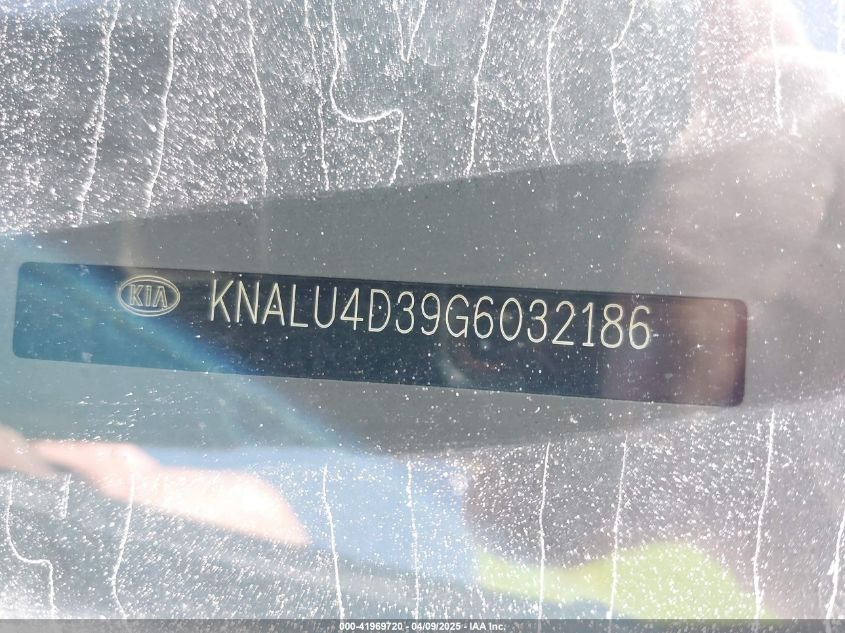 KIA KNALU4D39G6032186
000-41969720 - 04/09/2025 - IAA Inc.